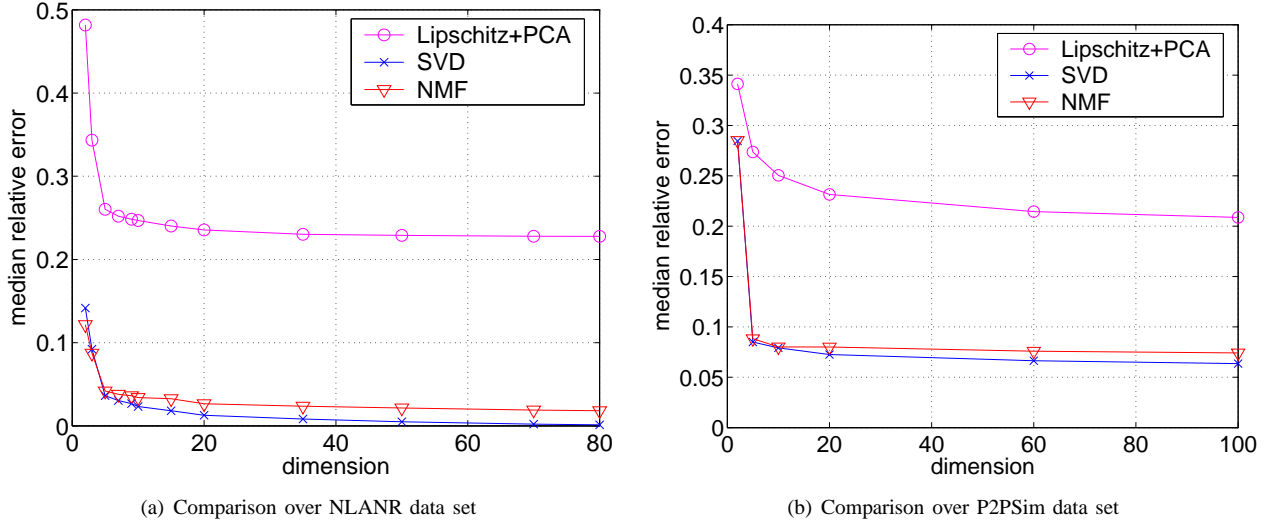 0.5
0.4
0.3
0.2
0.1
0
median relative error
Lipschitz+PCA
SVD
NMF
0 20 40 60 80
dimension
(a) Comparison over NLANR data set
0.4
0.35
0.3
0.25
0.2
0.15
0.1
0.05
0
median relative error
Lipschitz+PCA
SVD
NMF
0 20 40 60 80 100
dimension
(b) Comparison over P2PSim data set